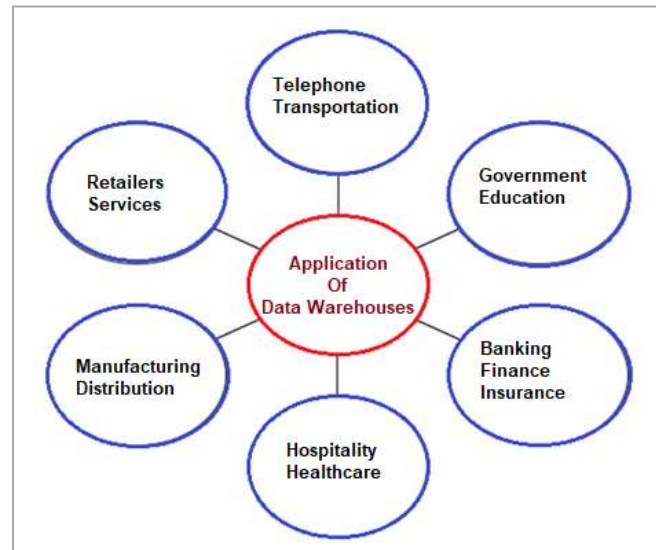 Telephone
Transportation
Retailers
Services
Government
Education
Application
Of
Data Warehouses
Manufacturing
Distribution
Banking
Finance
Insurance
Hospitality
Healthcare